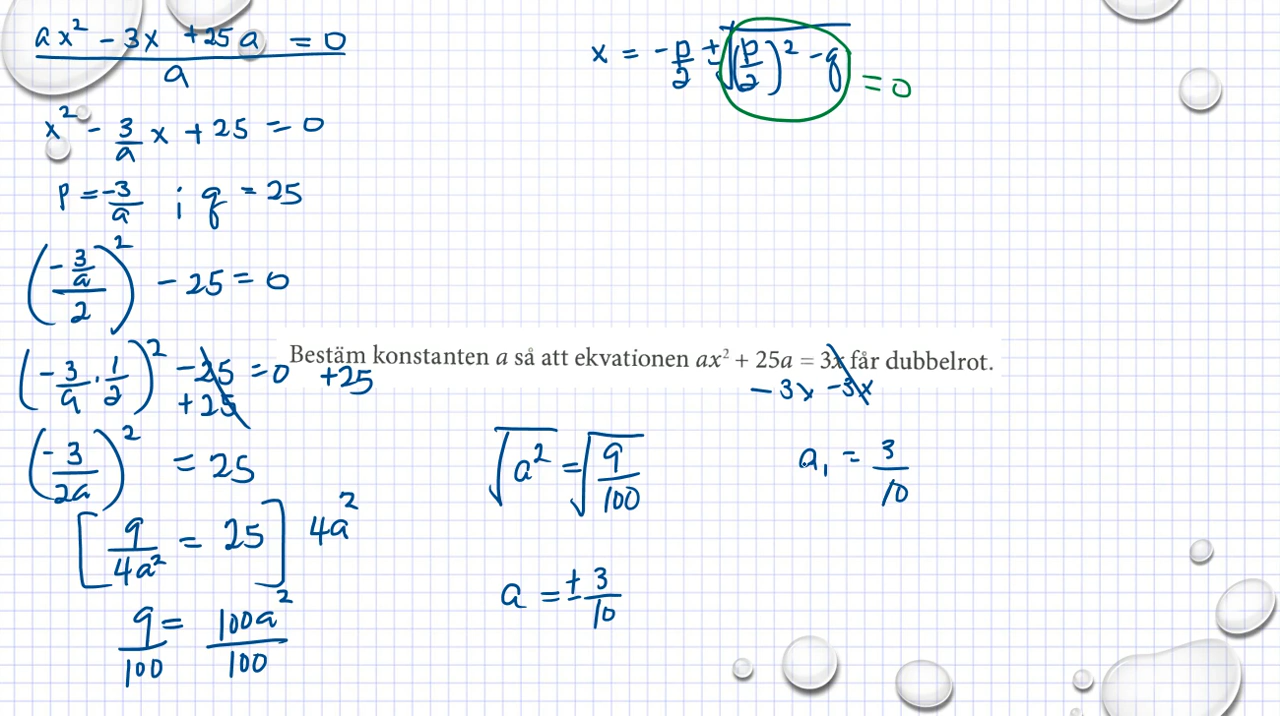 ax² - 3x + 25a = 0
a
x² - 3/a x + 25 = 0
p = -3/a ; q = 25
(-3/a / 2)² - 25 = 0
(-3/a · 1/2)² - 25 = 0 + 25
+25
(-3/2a)² = 25
[9/4a² = 25] 4a²
9/100 = 100a²/100
x = -p/2 ± √(p/2)² - q = 0
Bestäm konstanten a så att ekvationen ax² + 25a = 3x får dubbelrot.
-3x -3x
√a² = √9/100
a = ± 3/10
a₁ = 3/10